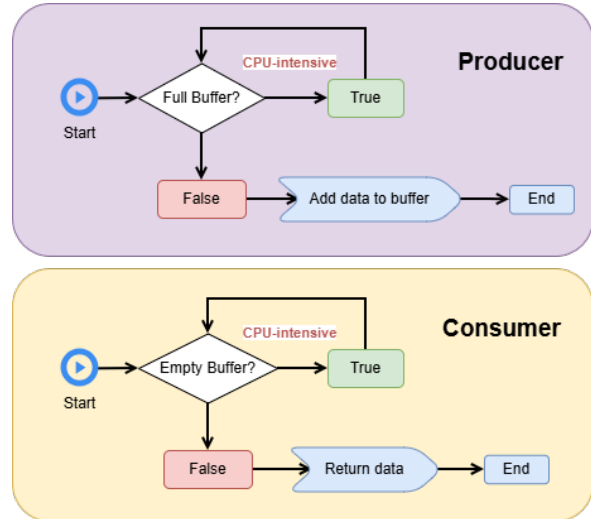 Producer
CPU-intensive
Full Buffer?
True
Start
False
Add data to buffer
End
Consumer
CPU-intensive
Empty Buffer?
True
Start
False
Return data
End